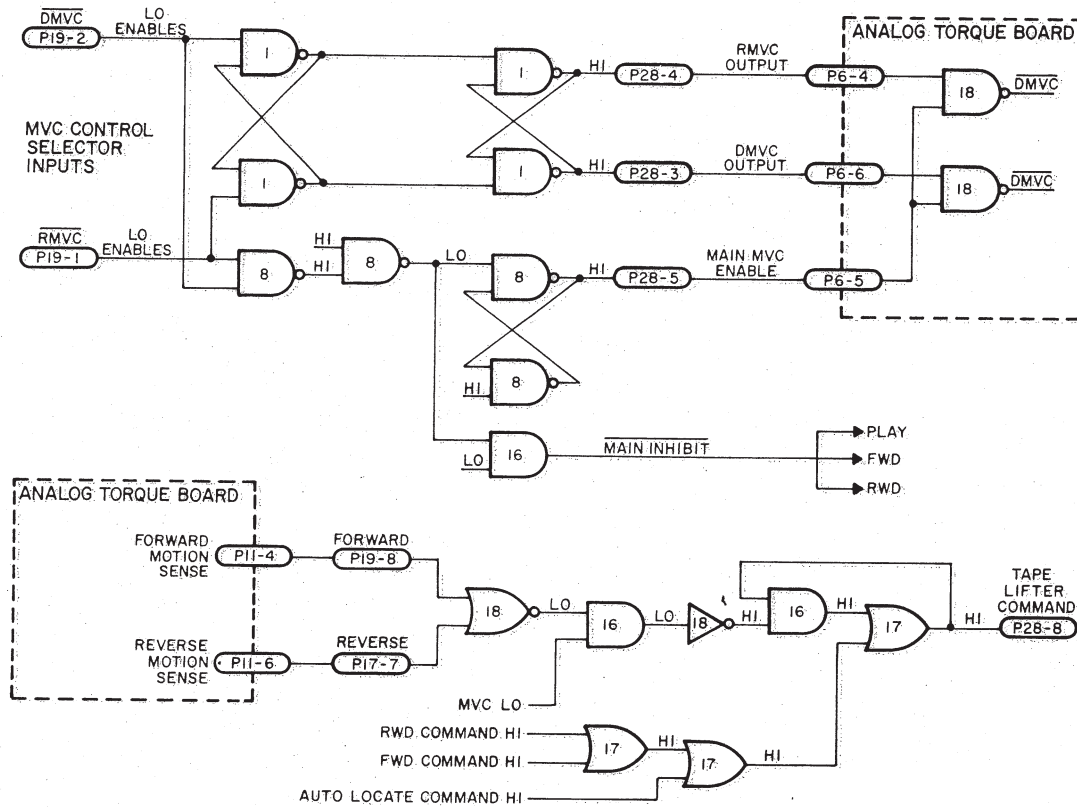 DMVC
P19-2
LO
ENABLES
1
1
HI
P28-4
RMVC
OUTPUT
P6-4
ANALOG TORQUE BOARD
18
DMVC
MVC CONTROL
SELECTOR
INPUTS
1
1
HI
P28-3
DMVC
OUTPUT
P6-6
18
DMVC
RMVC
P19-1
LO
ENABLES
8
HI
HI
8
LO
8
HI
P28-5
MAIN MVC
ENABLE
P6-5
HI
8
LO
16
MAIN INHIBIT
PLAY
FWD
RWD
ANALOG TORQUE BOARD
FORWARD
MOTION
SENSE
P11-4
FORWARD
P19-8
18
LO
16
LO
18
HI
16
HI
17
HI
TAPE
LIFTER
COMMAND
P28-8
REVERSE
MOTION
SENSE
P11-6
REVERSE
P17-7
MVC LO
RWD COMMAND HI
FWD COMMAND HI
17
HI
17
HI
AUTO LOCATE COMMAND HI